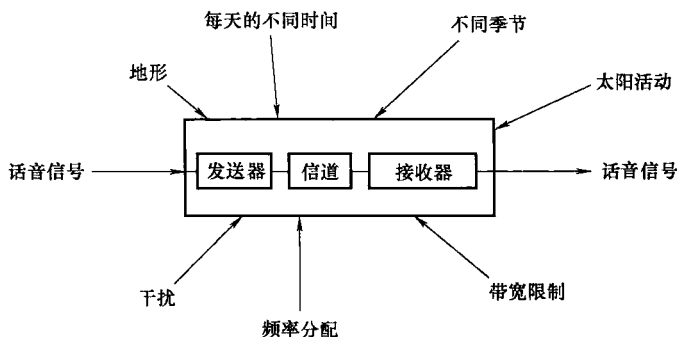 每天的不同时间
不同季节
地形
太阳活动
话音信号
发送器
信道
接收器
话音信号
干扰
带宽限制
频率分配